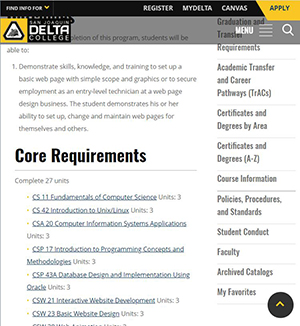 FIND INFO FOR
REGISTER MYDELTA CANVAS APPLY
SAN JOAQUIN
DELTA
COLLEGE
MENU
pletion of this program, students will be
able to:
1. Demonstrate skills, knowledge, and training to set up a
basic web page with simple scope and graphics or to secure
employment as an entry-level technician at a web page
design business. The student demonstrates his or her
ability to set up, change and maintain web pages for
themselves and others.
Core Requirements
Complete 27 units
CS 11 Fundamentals of Computer Science Units: 3
CS 42 Introduction to Unix/Linux Units: 3
CSA 20 Computer Information Systems Applications
Units: 3
CSP 17 Introduction to Programming Concepts and
Methodologies Units: 3
CSP 43A Database Design and Implementation Using
Oracle Units: 3
CSW 21 Interactive Website Development Units: 3
CSW 23 Basic Website Design Units: 3
Graduation and
Transfer
Requirements
Academic Transfer
and Career
Pathways (TrACs)
Certificates and
Degrees by Area
Certificates and
Degrees (A-Z)
Course Information
Policies, Procedures,
and Standards
Student Conduct
Faculty
Archived Catalogs
My Favorites